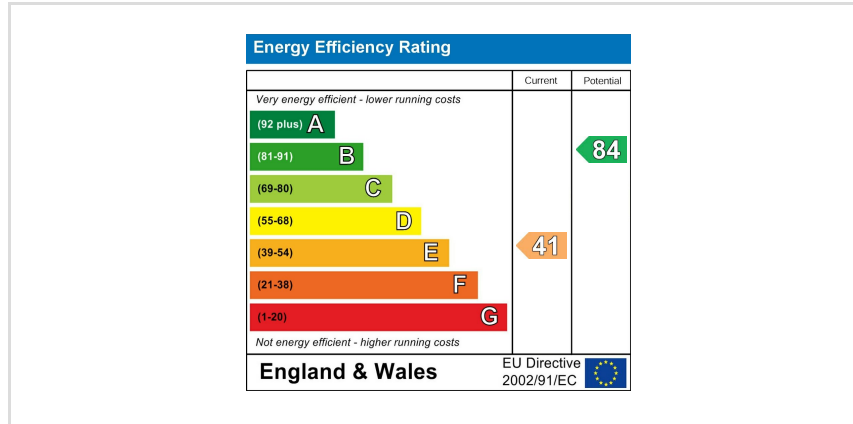 Energy Efficiency Rating
Current Potential
Very energy efficient - lower running costs
(92 plus) A
(81-91) B
84
(69-80) C
(55-68) D
(39-54) E
41
(21-38) F
(1-20) G
Not energy efficient - higher running costs
England & Wales
EU Directive
2002/91/EC